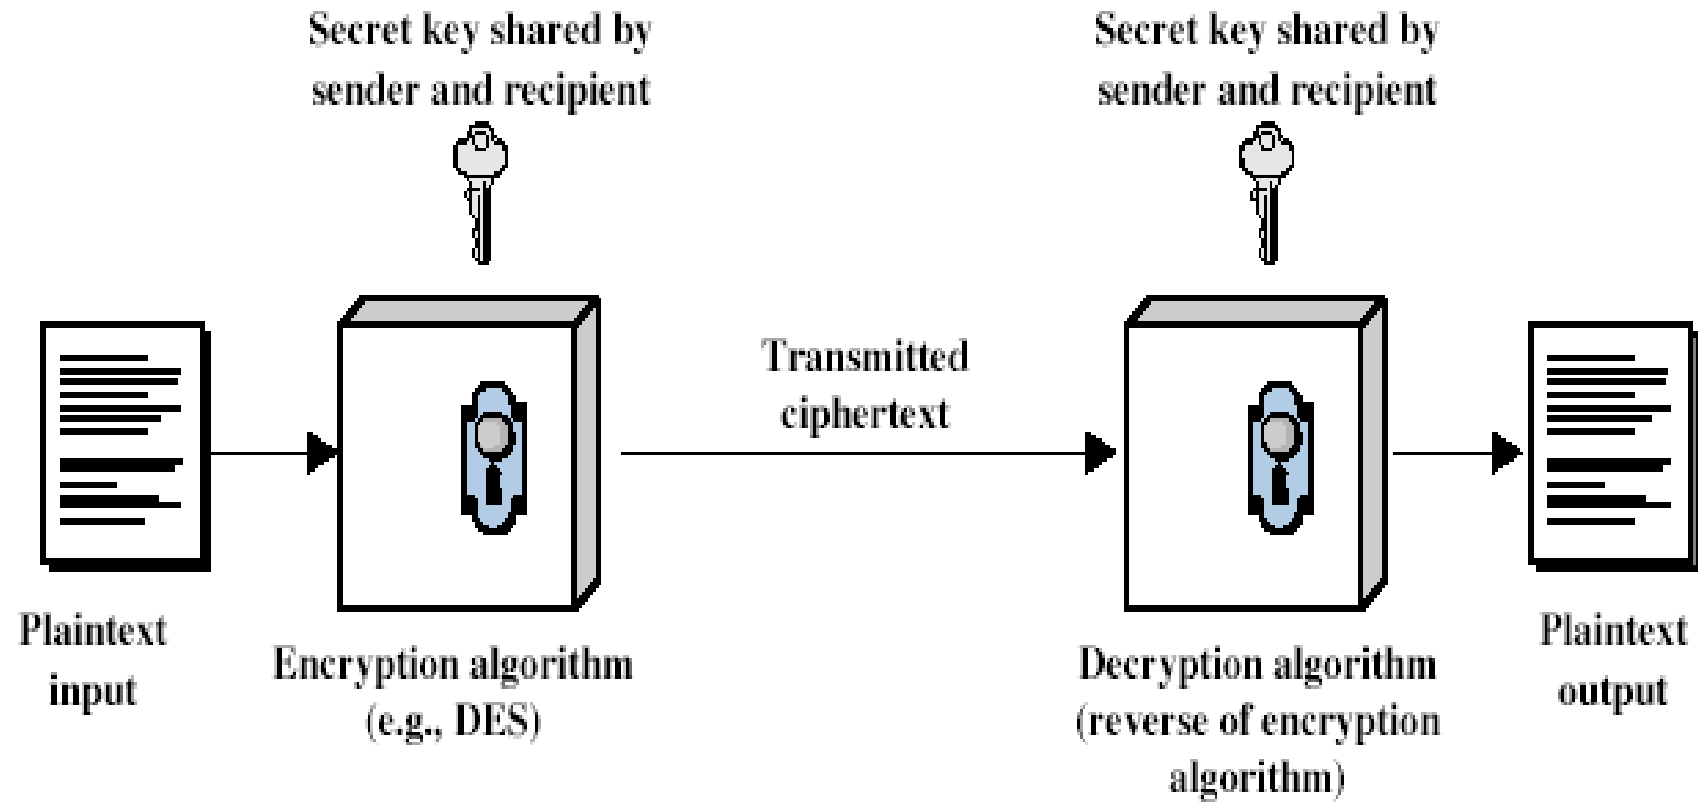 Secret key shared by
sender and recipient
Secret key shared by
sender and recipient
Transmitted
ciphertext
Plaintext
input
Encryption algorithm
(e.g., DES)
Decryption algorithm
(reverse of encryption
algorithm)
Plaintext
output